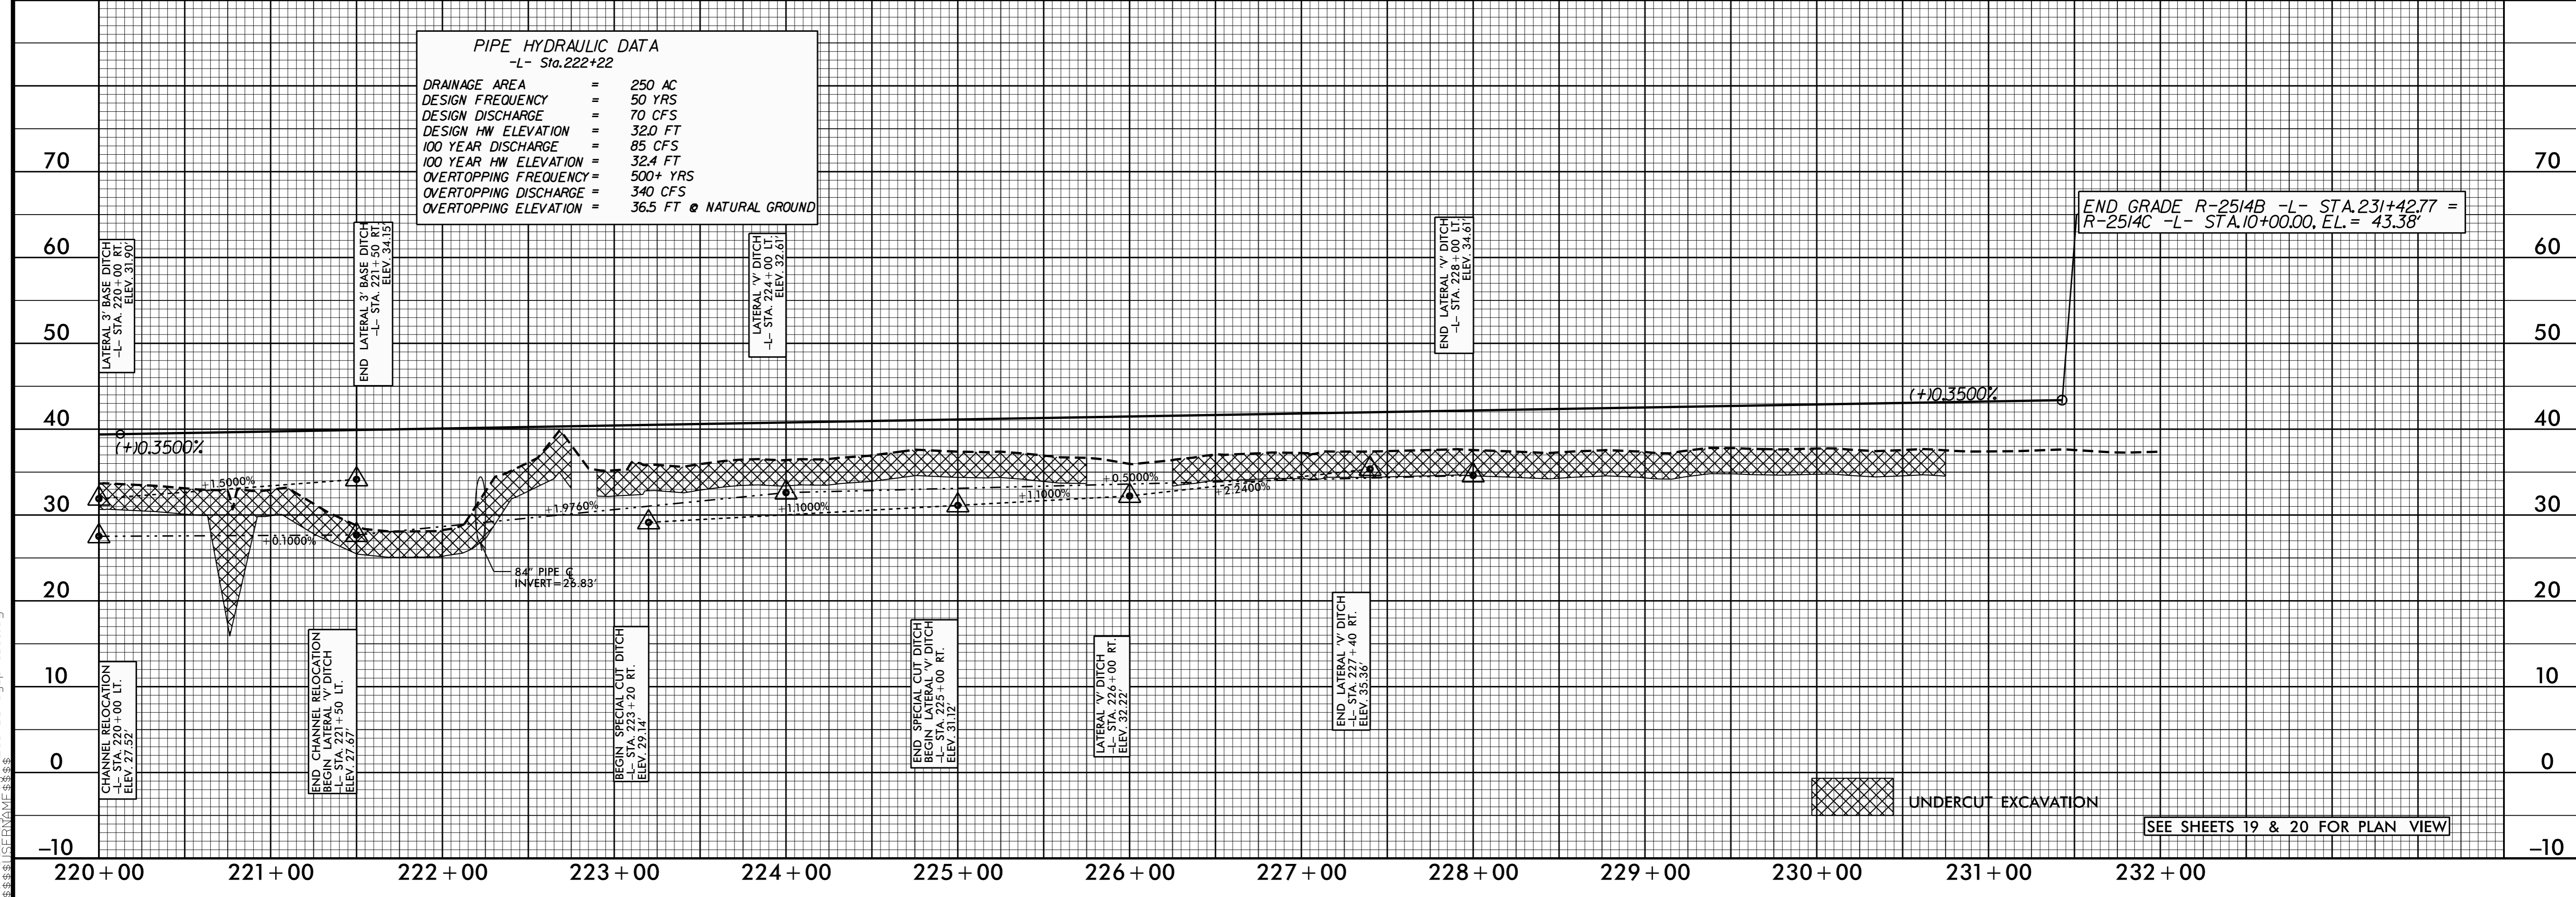 PIPE HYDRAULIC DATA
-L- Sta.222+22
DRAINAGE AREA = 250 AC
DESIGN FREQUENCY = 50 YRS
DESIGN DISCHARGE = 70 CFS
DESIGN HW ELEVATION = 32.0 FT
100 YEAR DISCHARGE = 85 CFS
100 YEAR HW ELEVATION = 32.4 FT
OVERTOPPING FREQUENCY = 500+ YRS
OVERTOPPING DISCHARGE = 340 CFS
OVERTOPPING ELEVATION = 36.5 FT @ NATURAL GROUND
END GRADE R-2514B -L- STA.231+42.77 =
R-2514C -L- STA.10+00.00, EL.= 43.38'
70
70
60
60
50
50
40
40
30
30
20
20
10
10
0
0
-10
-10
LATERAL 3' BASE DITCH
-L- STA. 220+00 RT.
ELEV. 31.90'
END LATERAL 3' BASE DITCH
-L- STA. 221+50 RT.
ELEV. 34.15'
LATERAL 'V' DITCH
-L- STA. 224+00 LT.
ELEV. 32.61'
END LATERAL 'V' DITCH
-L- STA. 228+00 LT.
ELEV. 34.61'
(+)0.3500%
(+)0.3500%
+1.5000%
+0.1000%
+1.9760%
+1.1000%
+1.1000%
+0.5000%
+2.2400%
84" PIPE ℄
INVERT=26.83'
CHANNEL RELOCATION
-L- STA. 220+00 LT.
ELEV. 27.52'
END CHANNEL RELOCATION
BEGIN LATERAL 'V' DITCH
-L- STA. 221+50 LT.
ELEV. 27.67'
BEGIN SPECIAL CUT DITCH
-L- STA. 223+20 RT.
ELEV. 29.14'
END SPECIAL CUT DITCH
BEGIN LATERAL 'V' DITCH
-L- STA. 225+00 RT.
ELEV. 31.12'
LATERAL 'V' DITCH
-L- STA. 226+00 RT.
ELEV. 32.22'
END LATERAL 'V' DITCH
-L- STA. 227+40 RT.
ELEV. 35.36'
UNDERCUT EXCAVATION
SEE SHEETS 19 & 20 FOR PLAN VIEW
220+00 221+00 222+00 223+00 224+00 225+00 226+00 227+00 228+00 229+00 230+00 231+00 232+00
$$$$USERNAME$$$$